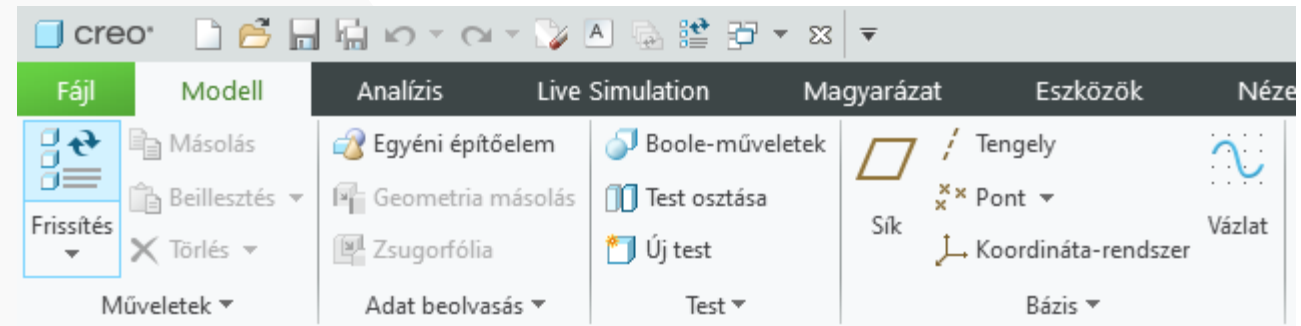 creo
Fájl Modell Analízis Live Simulation Magyarázat Eszközök Néze
Másolás Egyéni építőelem Boole-műveletek Tengely
Beillesztés Geometria másolás Test osztása Pont
Frissítés Sík Vázlat
Törlés Zsugorfólia Új test Koordináta-rendszer
Műveletek Adat beolvasás Test Bázis